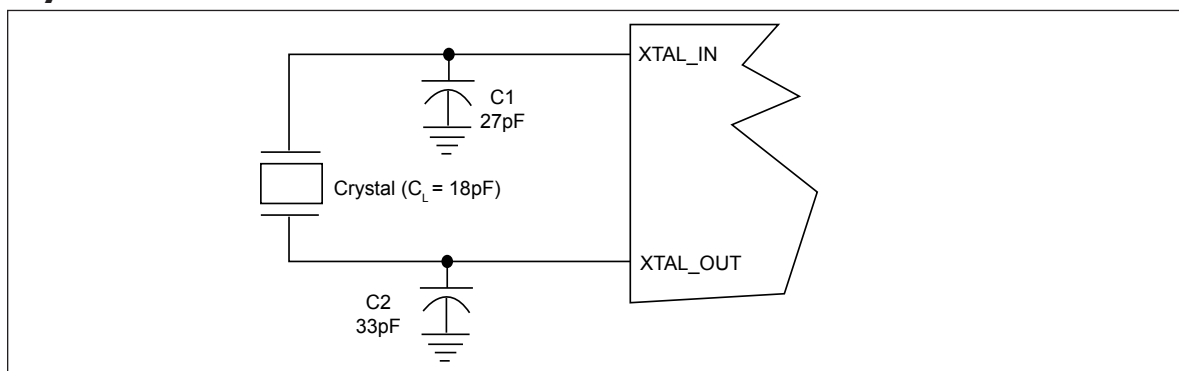 XTAL_IN
C1
27pF
Crystal (C_L = 18pF)
XTAL_OUT
C2
33pF